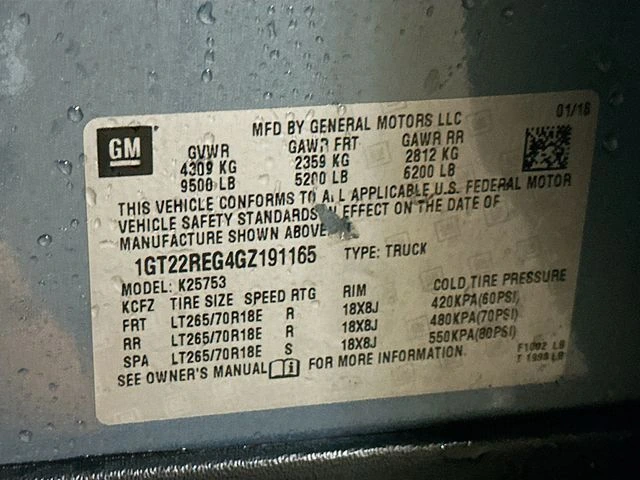 GM
MFD BY GENERAL MOTORS LLC
01/16
GVWR GAWR FRT GAWR RR
4309 KG 2359 KG 2812 KG
9500 LB 5200 LB 6200 LB
THIS VEHICLE CONFORMS TO ALL APPLICABLE U.S. FEDERAL MOTOR
VEHICLE SAFETY STANDARDS IN EFFECT ON THE DATE OF
MANUFACTURE SHOWN ABOVE.
1GT22REG4GZ191165 TYPE: TRUCK
MODEL: K25753
KCFZ TIRE SIZE SPEED RTG RIM COLD TIRE PRESSURE
FRT LT265/70R18E R 18X8J 420KPA(60PSI)
RR LT265/70R18E R 18X8J 480KPA(70PSI)
SPA LT265/70R18E S 18X8J 550KPA(80PSI)
SEE OWNER'S MANUAL FOR MORE INFORMATION.
F1002 LB
T 1998 LB